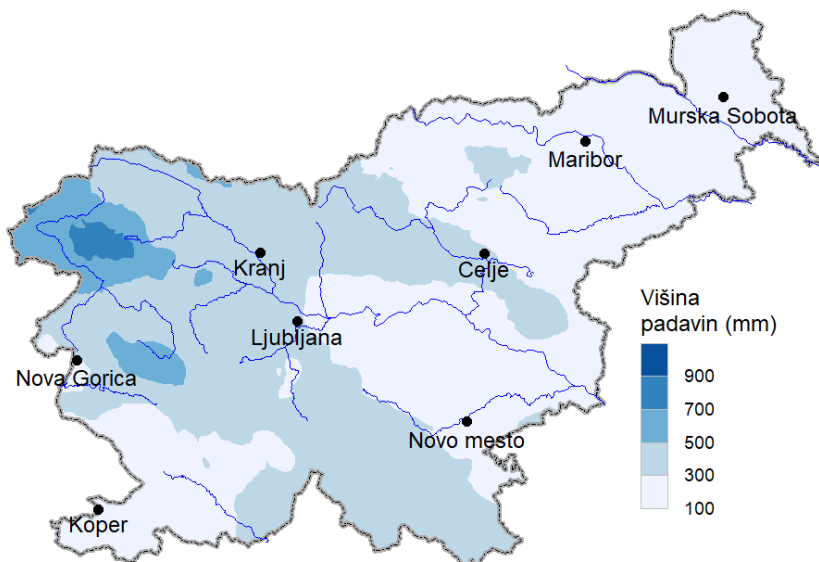 Murska Sobota
Maribor
Kranj
Celje
Ljubljana
Nova Gorica
Novo mesto
Koper
Višina
padavin (mm)
900
700
500
300
100